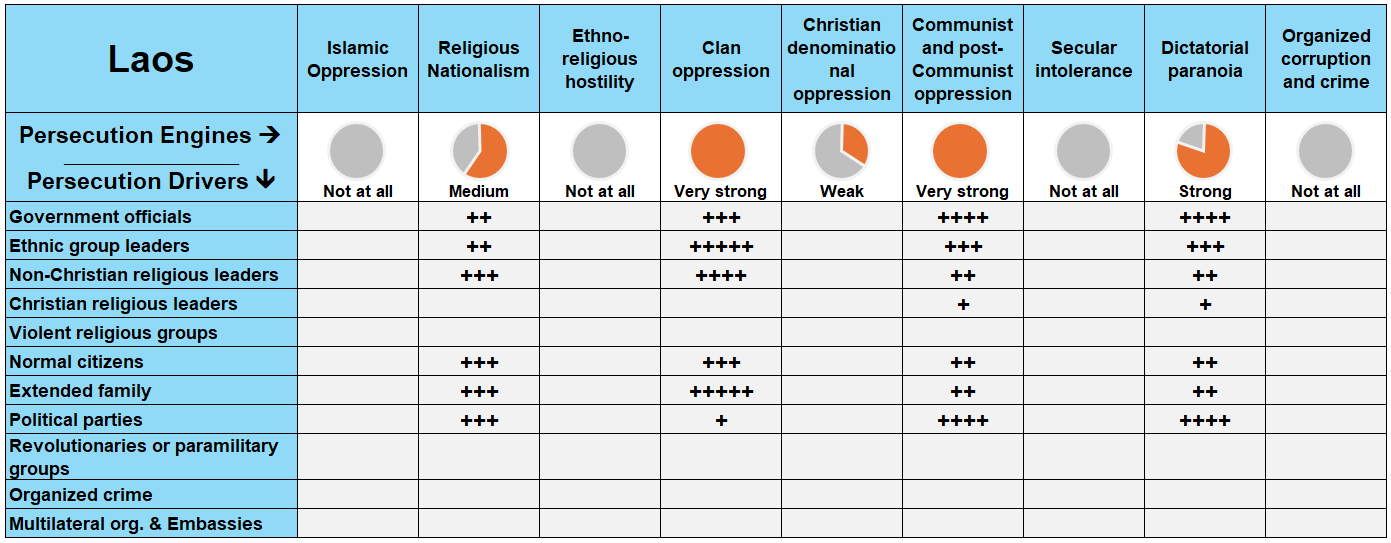 Laos
Islamic
Oppression
Religious
Nationalism
Ethno-
religious
hostility
Clan
oppression
Christian
denominatio
nal
oppression
Communist
and post-
Communist
oppression
Secular
intolerance
Dictatorial
paranoia
Organized
corruption
and crime
Persecution Engines →
Persecution Drivers ↓
Not at all
Medium
Not at all
Very strong
Weak
Very strong
Not at all
Strong
Not at all
Government officials ++ +++ ++++ ++++
Ethnic group leaders ++ +++++ +++ +++
Non-Christian religious leaders +++ ++++ ++ ++
Christian religious leaders + +
Violent religious groups
Normal citizens +++ +++ ++ ++
Extended family +++ +++++ ++ ++
Political parties +++ + ++++ ++++
Revolutionaries or paramilitary
groups
Organized crime
Multilateral org. & Embassies